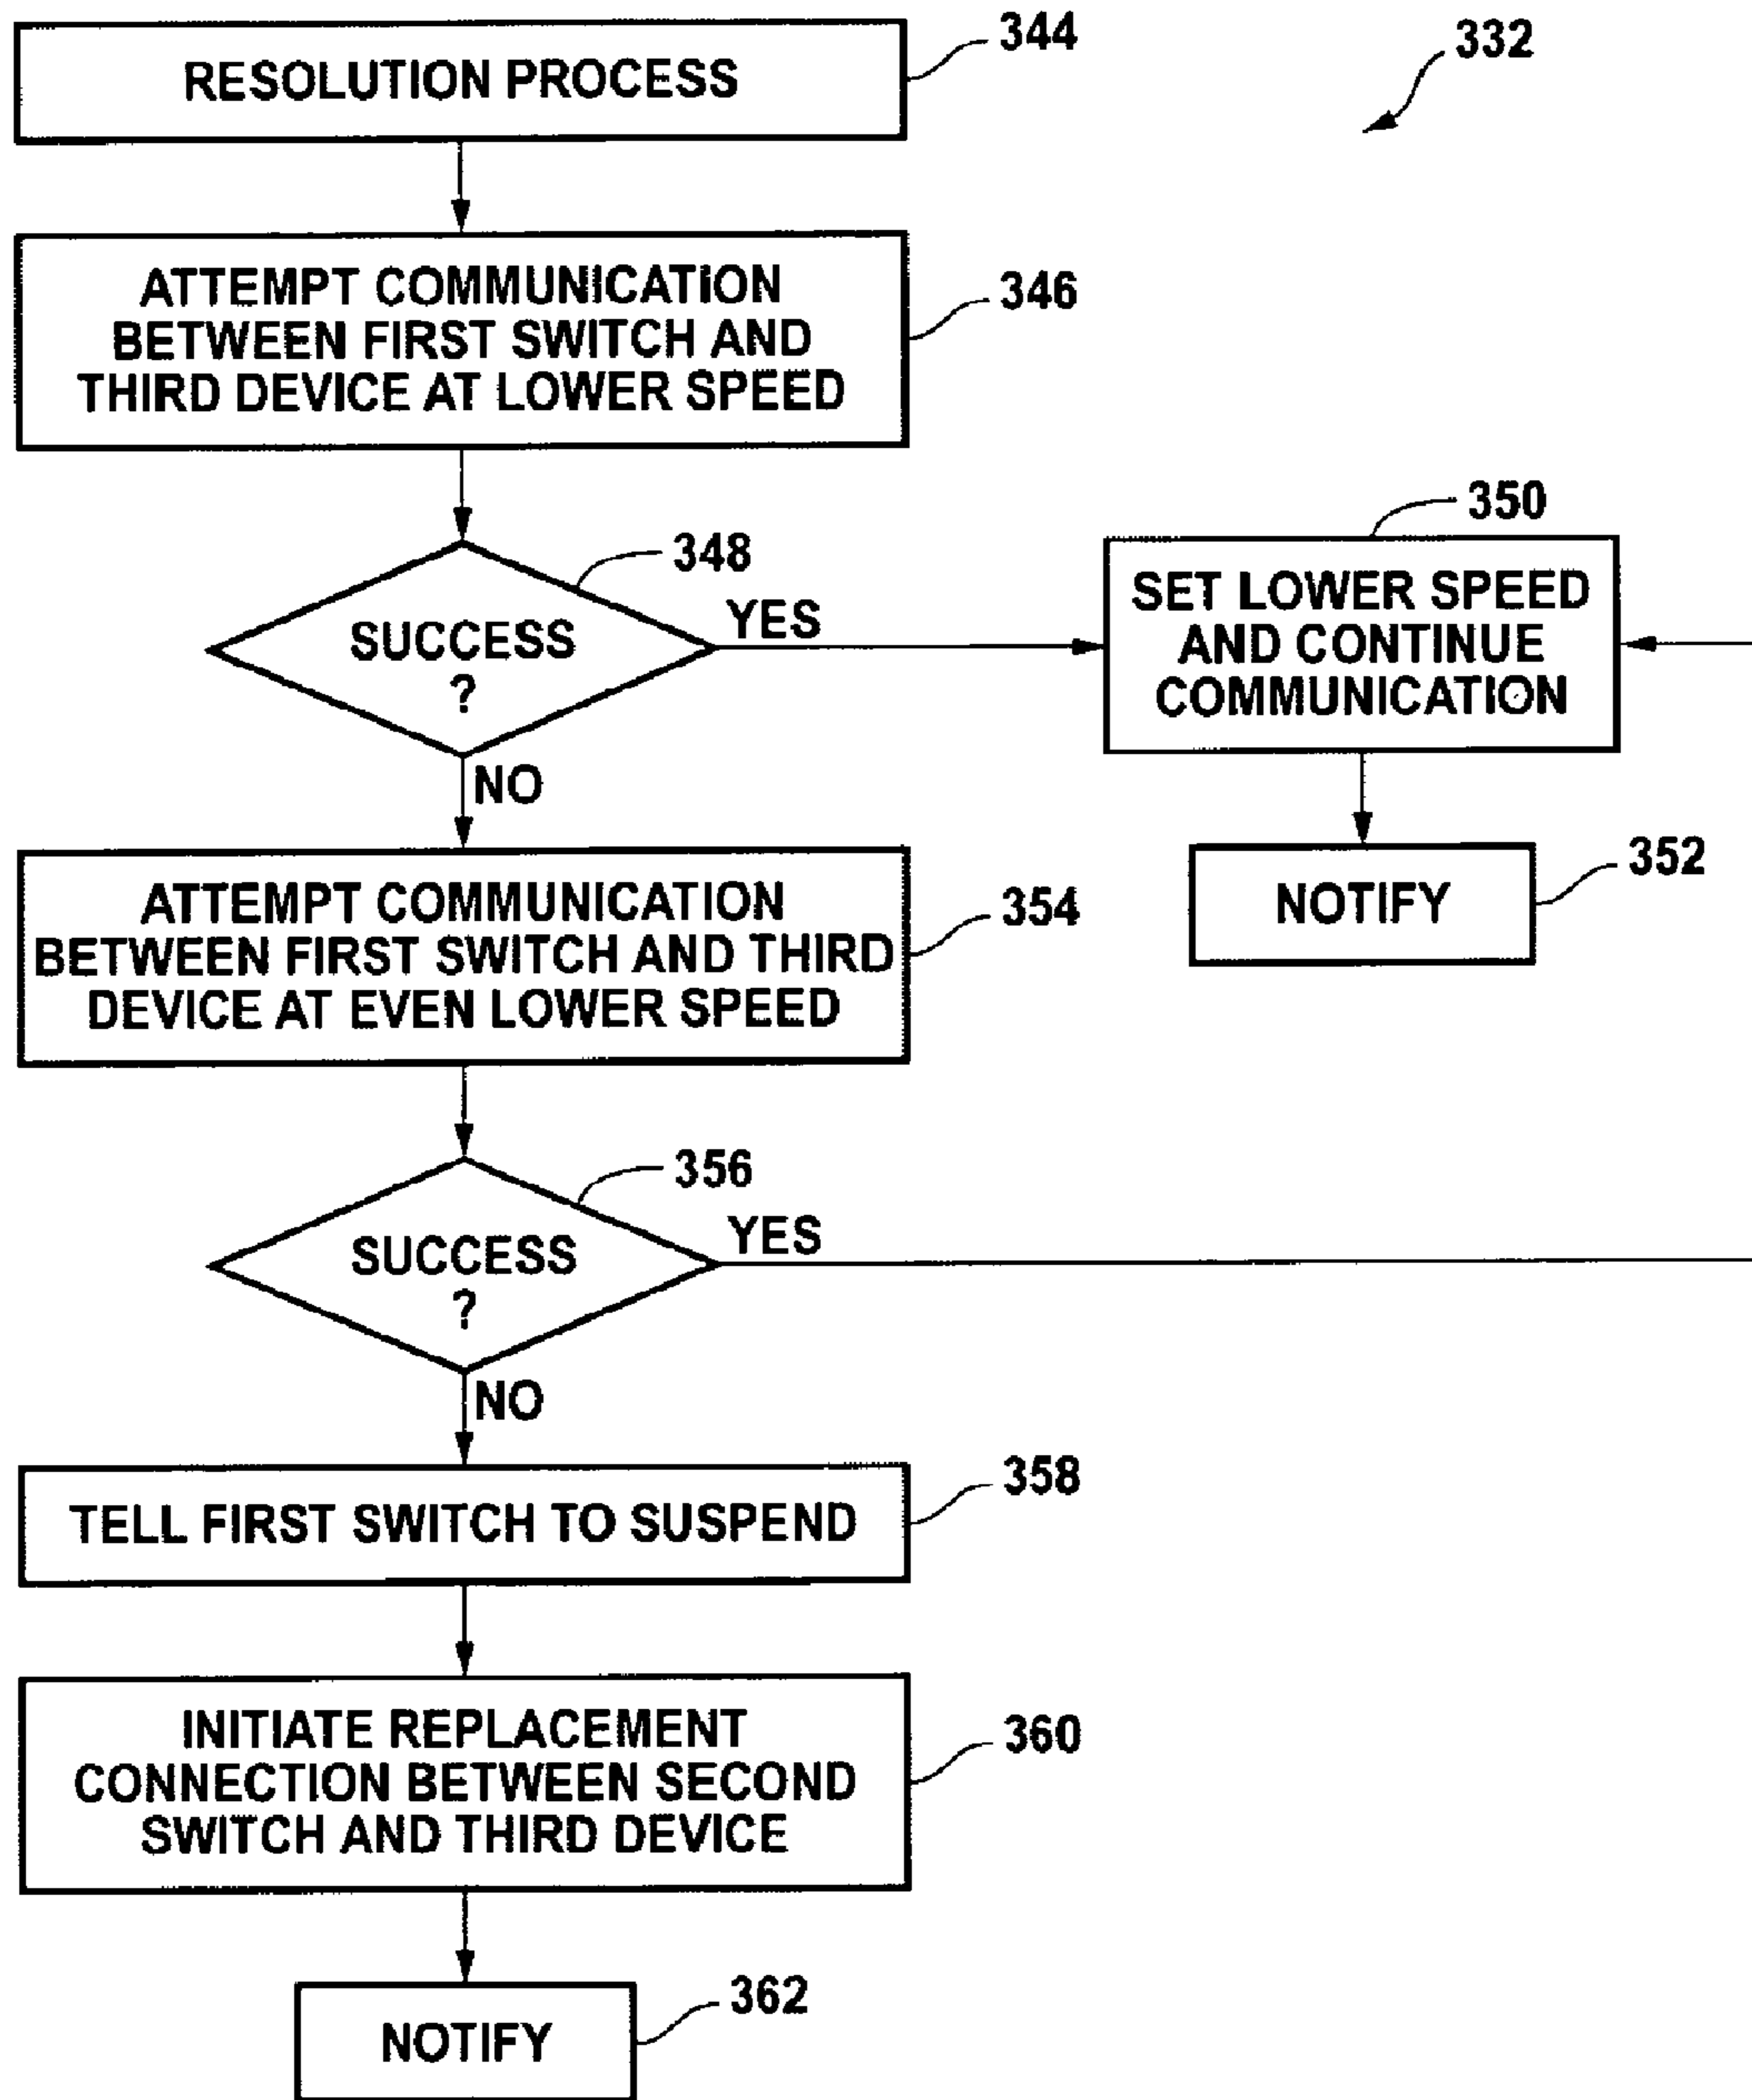 RESOLUTION PROCESS
344
332
ATTEMPT COMMUNICATION
BETWEEN FIRST SWITCH AND
THIRD DEVICE AT LOWER SPEED
346
348
SUCCESS
?
YES
NO
350
SET LOWER SPEED
AND CONTINUE
COMMUNICATION
NOTIFY
352
ATTEMPT COMMUNICATION
BETWEEN FIRST SWITCH AND THIRD
DEVICE AT EVEN LOWER SPEED
354
356
SUCCESS
?
YES
NO
TELL FIRST SWITCH TO SUSPEND
358
INITIATE REPLACEMENT
CONNECTION BETWEEN SECOND
SWITCH AND THIRD DEVICE
360
NOTIFY
362